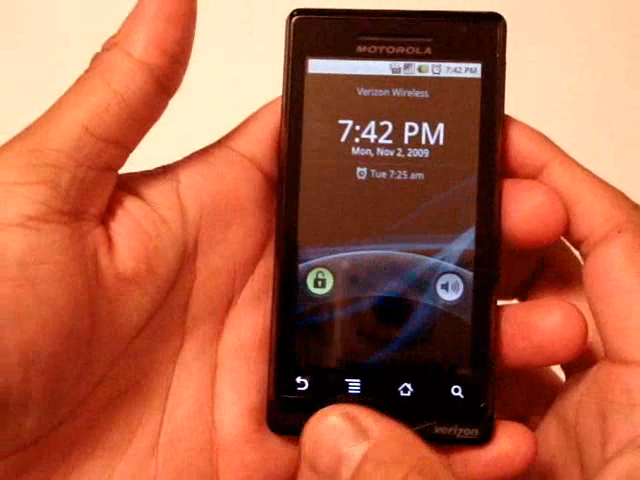 MOTOROLA
7:42 PM
Verizon Wireless
7:42 PM
Mon, Nov 2, 2009
Tue 7:25 am
verizon